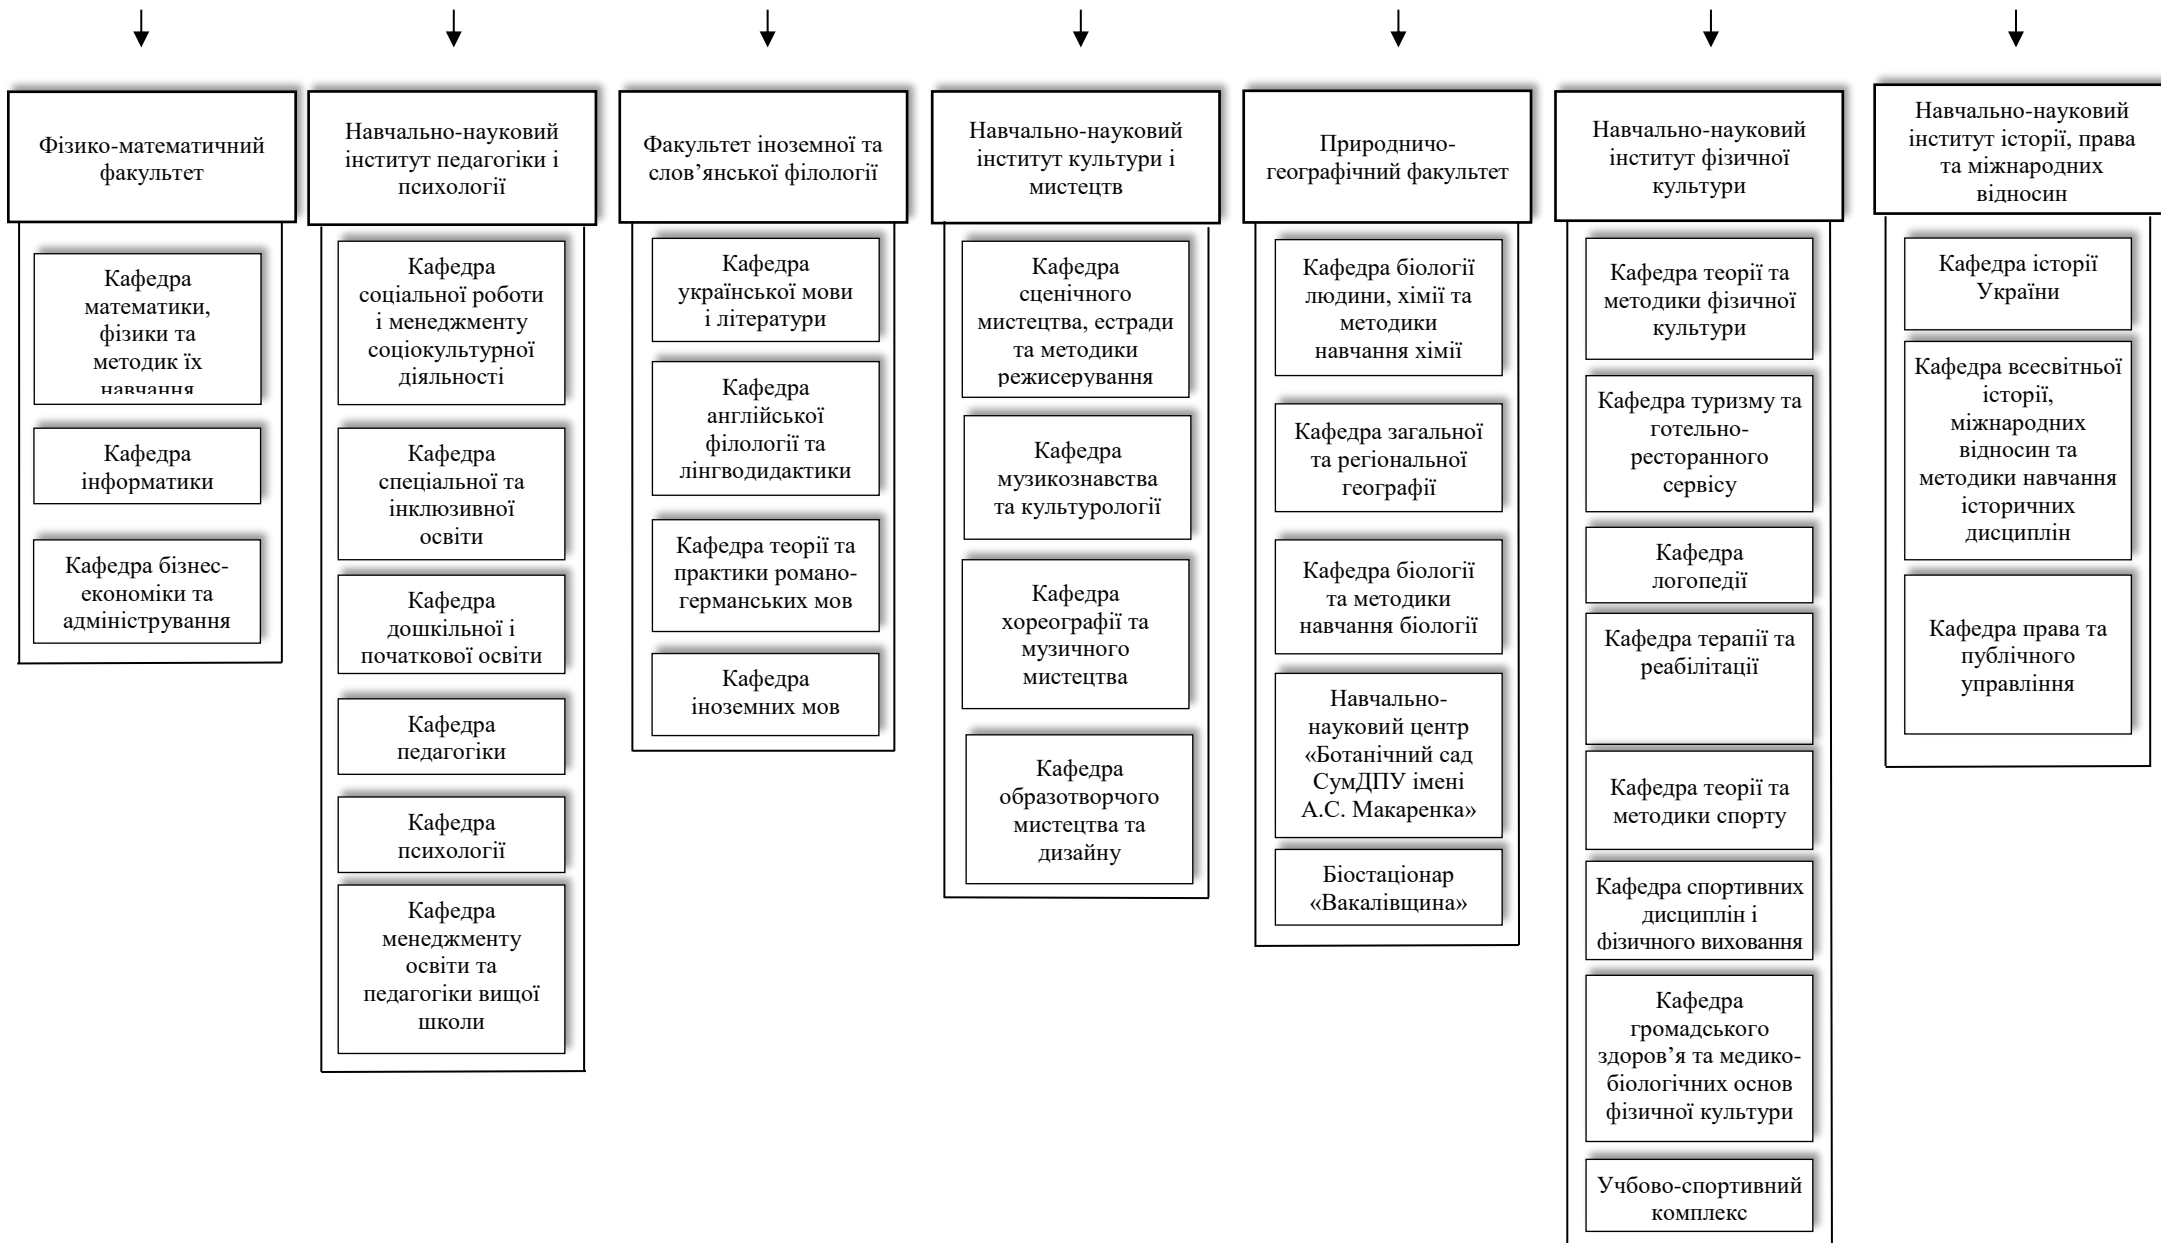 Фізико-математичний
факультет
Кафедра
математики,
фізики та
методик їх
навчання
Кафедра
інформатики
Кафедра бізнес-
економіки та
адміністрування
Навчально-науковий
інститут педагогіки і
психології
Кафедра
соціальної роботи
і менеджменту
соціокультурної
діяльності
Кафедра
спеціальної та
інклюзивної
освіти
Кафедра
дошкільної і
початкової освіти
Кафедра
педагогіки
Кафедра
психології
Кафедра
менеджменту
освіти та
педагогіки вищої
школи
Факультет іноземної та
слов’янської філології
Кафедра
української мови
і літератури
Кафедра
англійської
філології та
лінгводидактики
Кафедра теорії та
практики романо-
германських мов
Кафедра
іноземних мов
Навчально-науковий
інститут культури і
мистецтв
Кафедра
сценічного
мистецтва, естради
та методики
режисерування
Кафедра
музикознавства
та культурології
Кафедра
хореографії та
музичного
мистецтва
Кафедра
образотворчого
мистецтва та
дизайну
Природничо-
географічний факультет
Кафедра біології
людини, хімії та
методики
навчання хімії
Кафедра загальної
та регіональної
географії
Кафедра біології
та методики
навчання біології
Навчально-
науковий центр
«Ботанічний сад
СумДПУ імені
А.С. Макаренка»
Біостаціонар
«Вакалівщина»
Навчально-науковий
інститут фізичної
культури
Кафедра теорії та
методики фізичної
культури
Кафедра туризму та
готельно-
ресторанного
сервісу
Кафедра
логопедії
Кафедра терапії та
реабілітації
Кафедра теорії та
методики спорту
Кафедра спортивних
дисциплін і
фізичного виховання
Кафедра
громадського
здоров’я та медико-
біологічних основ
фізичної культури
Учбово-спортивний
комплекс
Навчально-науковий
інститут історії, права
та міжнародних
відносин
Кафедра історії
України
Кафедра всесвітньої
історії,
міжнародних
відносин та
методики навчання
історичних
дисциплін
Кафедра права та
публічного
управління